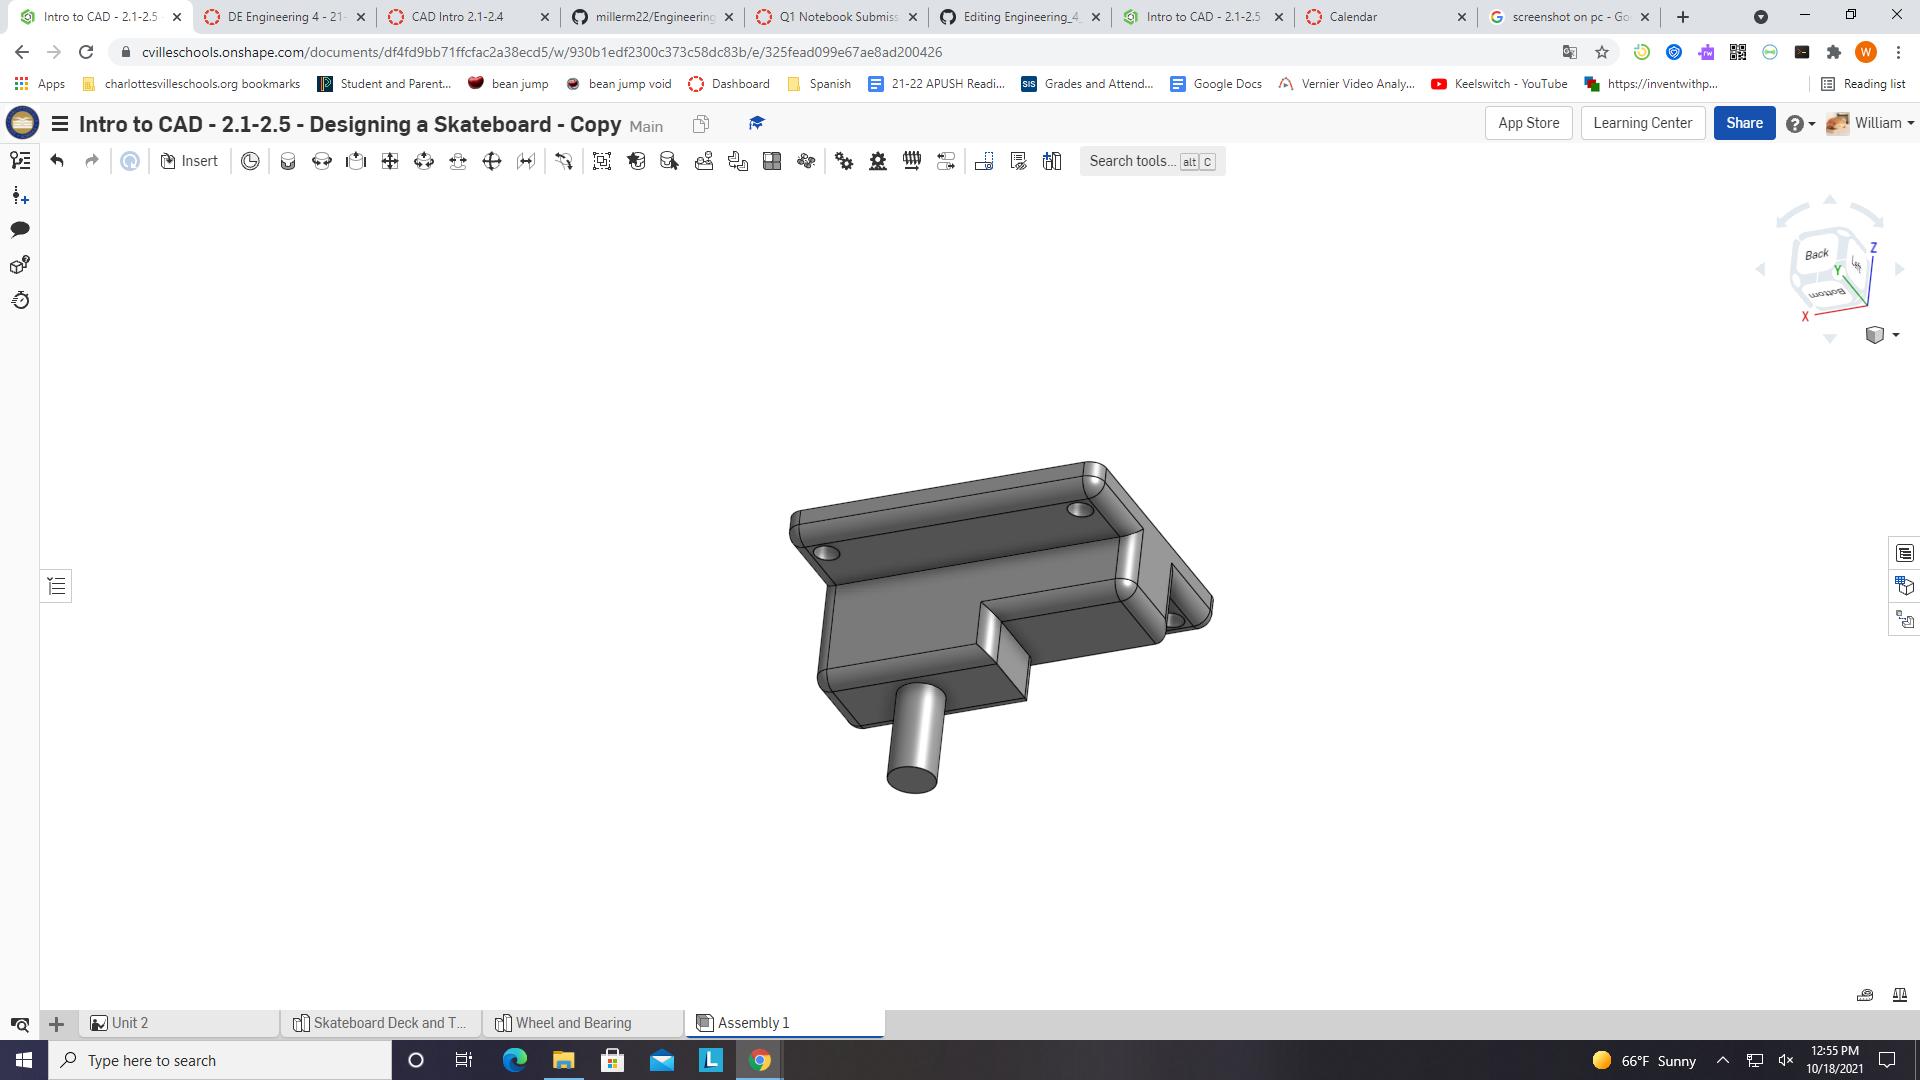 Intro to CAD - 2.1-2.5 -
DE Engineering 4 - 21-
CAD Intro 2.1-2.4
millerm22/Engineering
Q1 Notebook Submiss
Editing Engineering_4_
Intro to CAD - 2.1-2.5
Calendar
screenshot on pc - Go
cvilleschools.onshape.com/documents/df4fd9bb71ffcfac2a38ecd5/w/930b1edf2300c373c58dc83b/e/325fead099e67ae8ad200426
W
Apps
charlottesvilleschools.org bookmarks
Student and Parent...
bean jump
bean jump void
Dashboard
Spanish
21-22 APUSH Readi...
SIS
Grades and Attend...
Google Docs
Vernier Video Analy...
Keelswitch - YouTube
https://inventwithp...
Reading list
Intro to CAD - 2.1-2.5 - Designing a Skateboard - Copy Main
App Store
Learning Center
Share
William
Insert
Search tools... alt C
Back
Bottom
Z
Y
X
Unit 2
Skateboard Deck and T...
Wheel and Bearing
Assembly 1
Type here to search
L
66°F Sunny
12:55 PM
10/18/2021